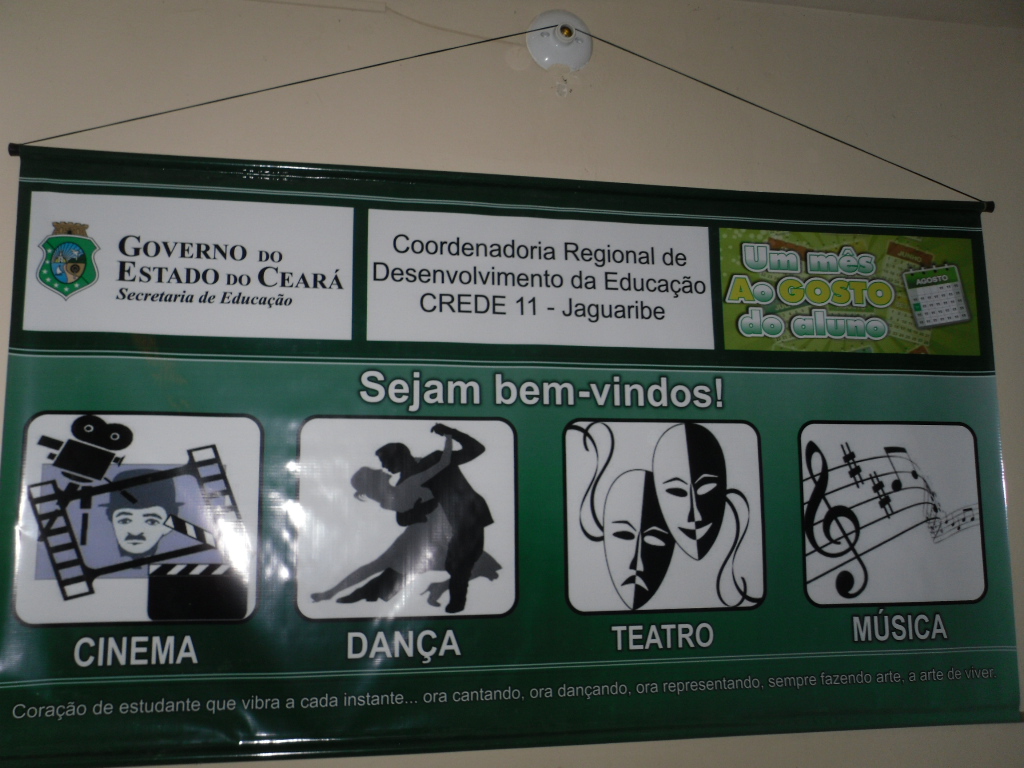 GOVERNO DO
ESTADO DO CEARÁ
Secretaria de Educação
Coordenadoria Regional de
Desenvolvimento da Educação
CREDE 11 - Jaguaribe
Um mês
Ao GOSTO
do aluno
AGOSTO
Sejam bem-vindos!
CINEMA
DANÇA
TEATRO
MÚSICA
Coração de estudante que vibra a cada instante... ora cantando, ora dançando, ora representando, sempre fazendo arte. a arte de viver.